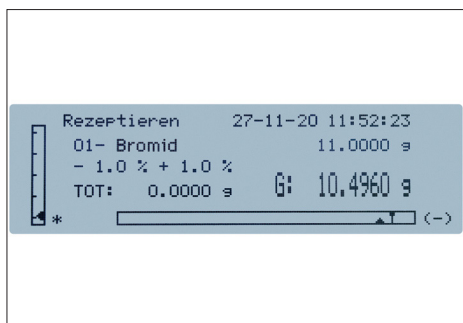 Rezeptieren 27-11-20 11:52:23
01- Bromid 11.0000 g
- 1.0 % + 1.0 %
TOT: 0.0000 g G: 10.4960 g
* (-)